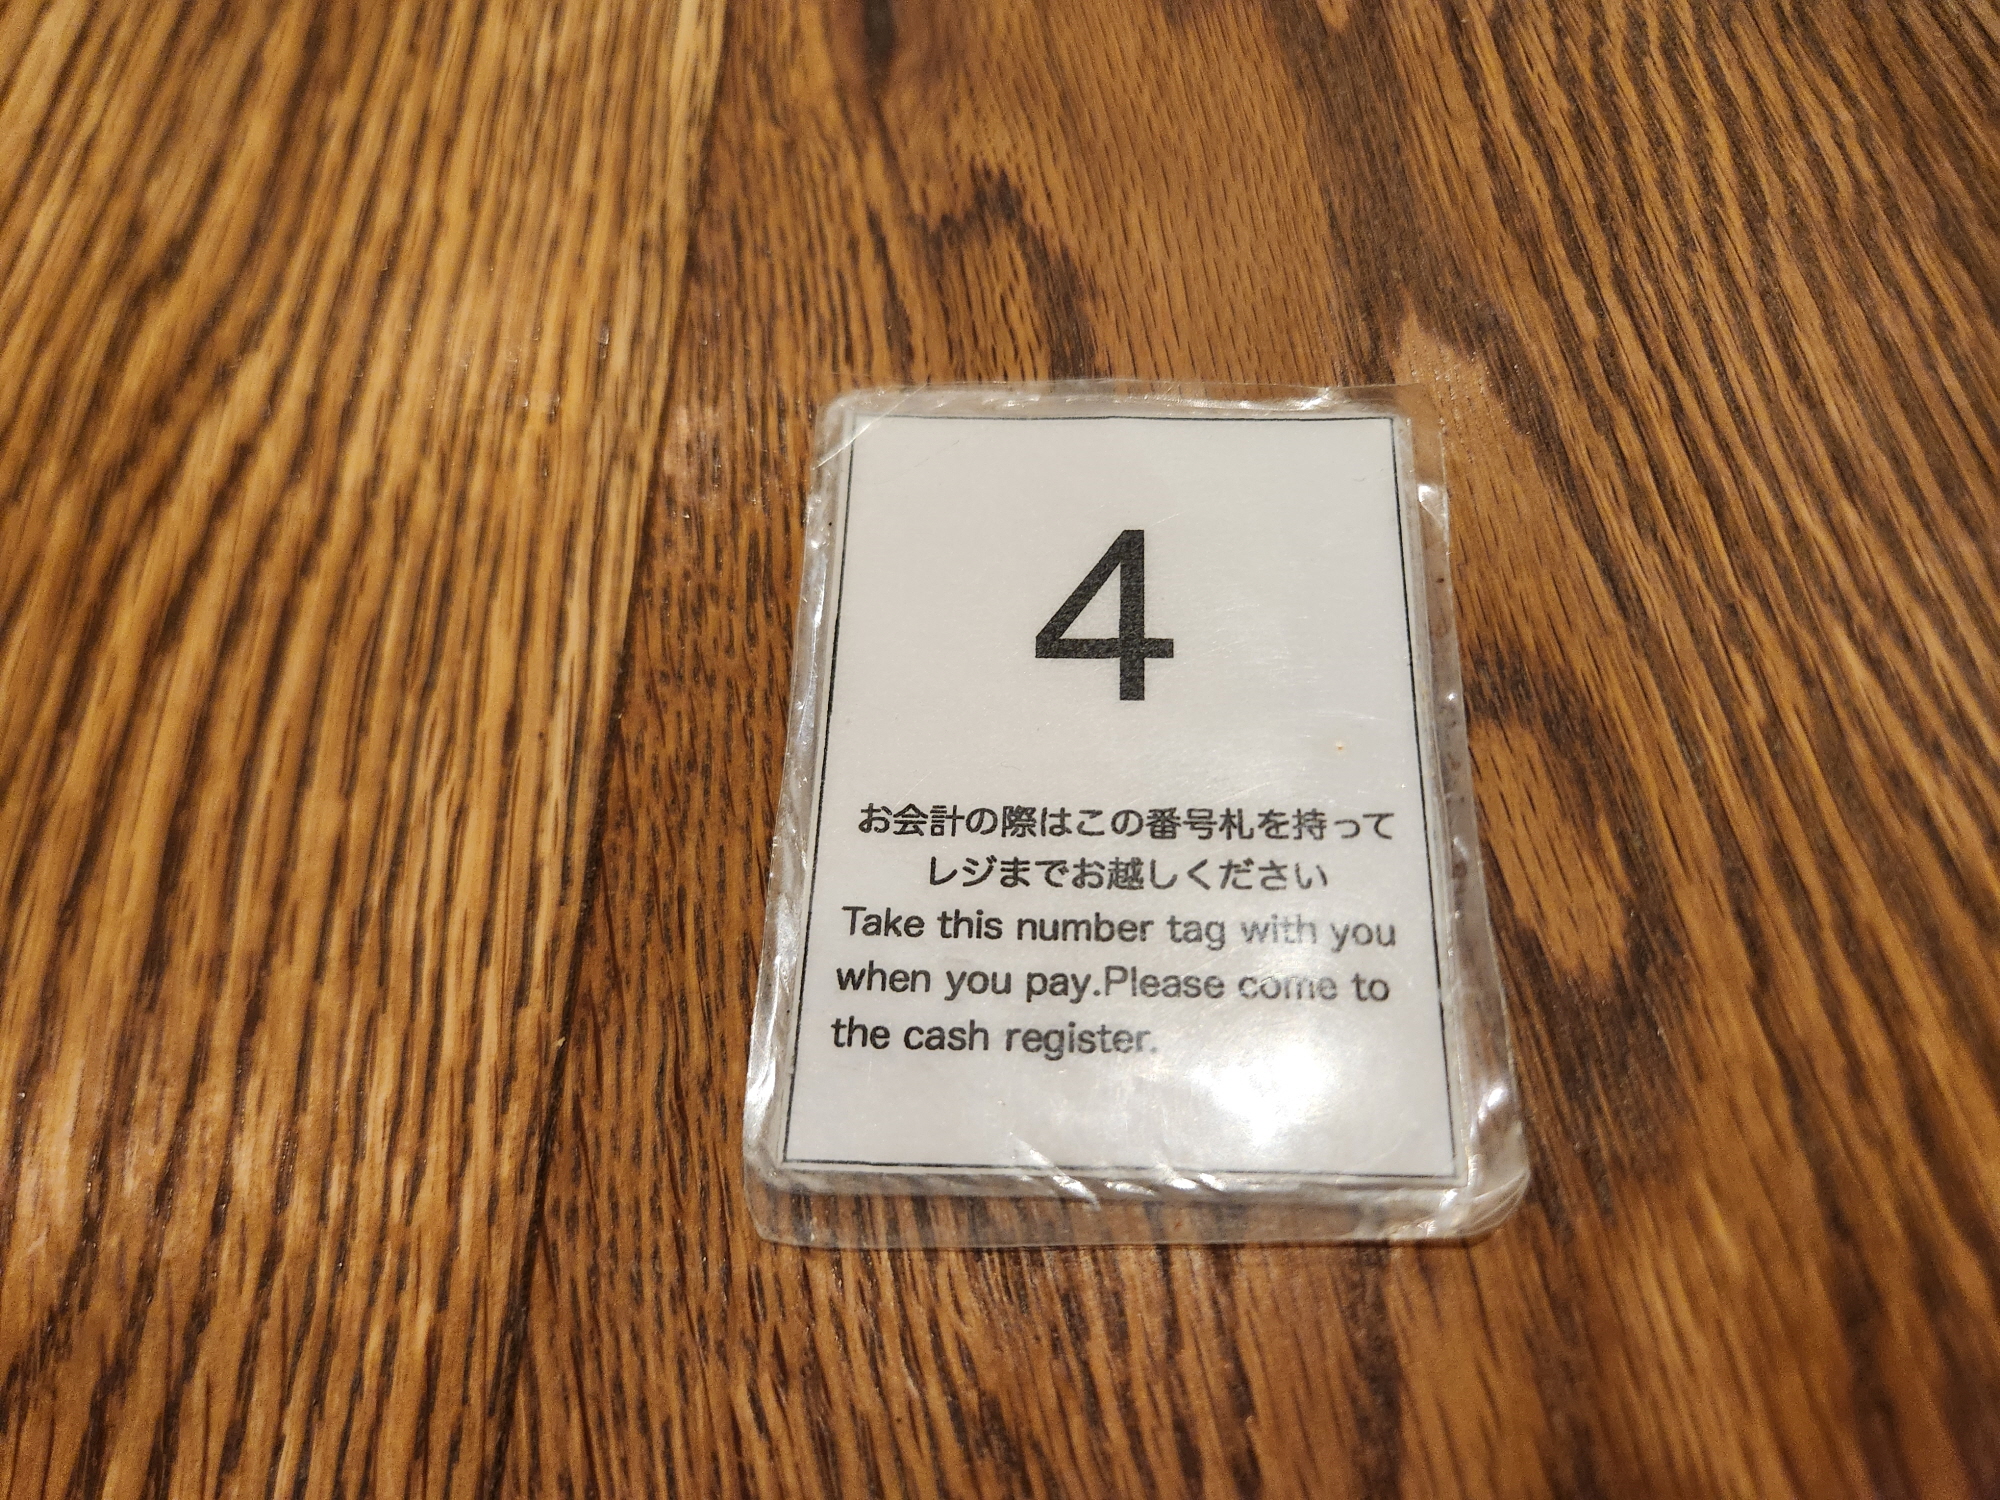 4
お会計の際はこの番号札を持って
レジまでお越しください
Take this number tag with you
when you pay.Please come to
the cash register.